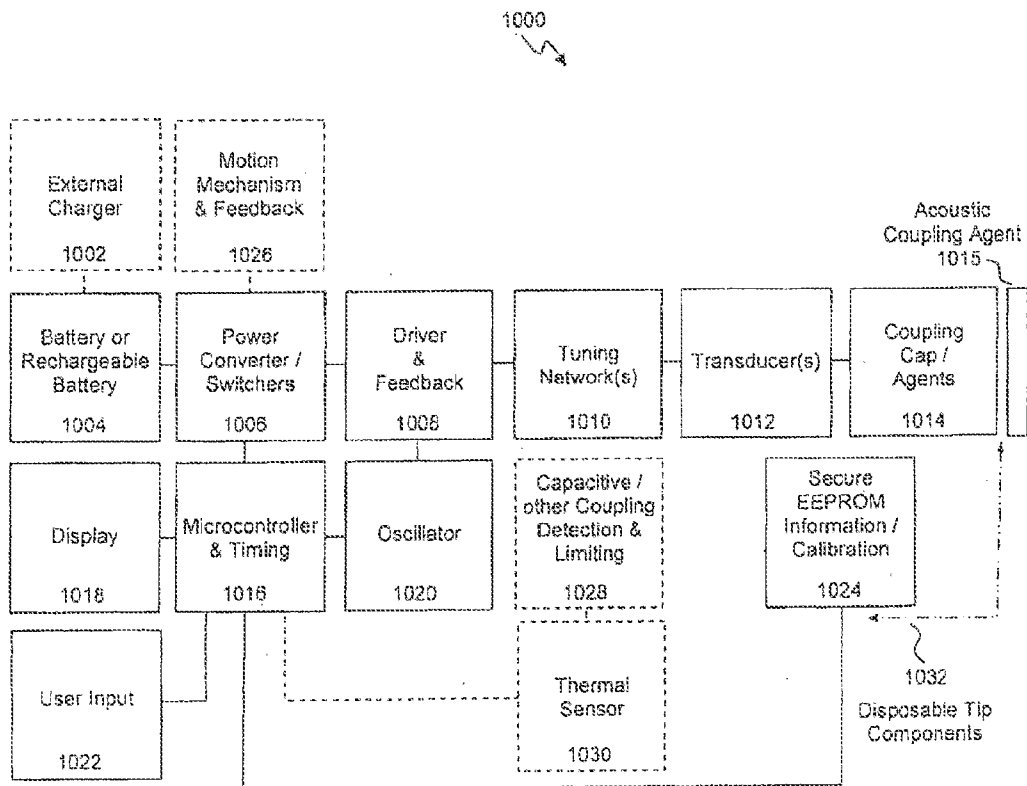 1000
External
Charger
1002
Motion
Mechanism
& Feedback
1026
Acoustic
Coupling Agent
1015
Battery or
Rechargeable
Battery
1004
Power
Converter /
Switchers
1006
Driver
&
Feedback
1008
Tuning
Network(s)
1010
Transducer(s)
1012
Coupling
Cap /
Agents
1014
Display
1018
Microcontroller
& Timing
1016
Oscillator
1020
Capacitive /
other Coupling
Detection &
Limiting
1028
Secure
EEPROM
Information /
Calibration
1024
User Input
1022
Thermal
Sensor
1030
1032
Disposable Tip
Components